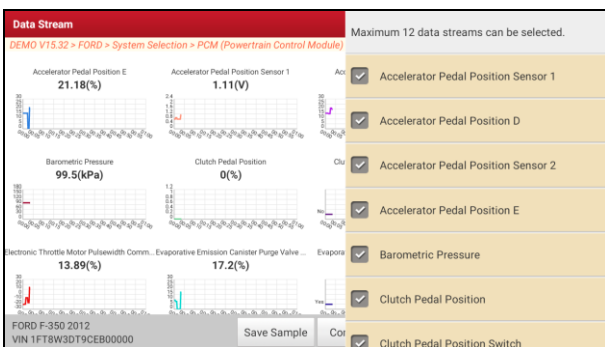 Data Stream
DEMO V15.32 > FORD > System Selection > PCM (Powertrain Control Module)
Accelerator Pedal Position E
21.18(%)
Accelerator Pedal Position Sensor 1
1.11(V)
Barometric Pressure
99.5(kPa)
Clutch Pedal Position
0(%)
Electronic Throttle Motor Pulsewidth Comm...
13.89(%)
Evaporative Emission Canister Purge Valve ...
17.2(%)
Evapora
No
Yes
FORD F-350 2012
VIN 1FT8W3DT9CEB00000
Save Sample
Maximum 12 data streams can be selected.
Accelerator Pedal Position Sensor 1
Accelerator Pedal Position D
Accelerator Pedal Position Sensor 2
Accelerator Pedal Position E
Barometric Pressure
Clutch Pedal Position
Clutch Pedal Position Switch